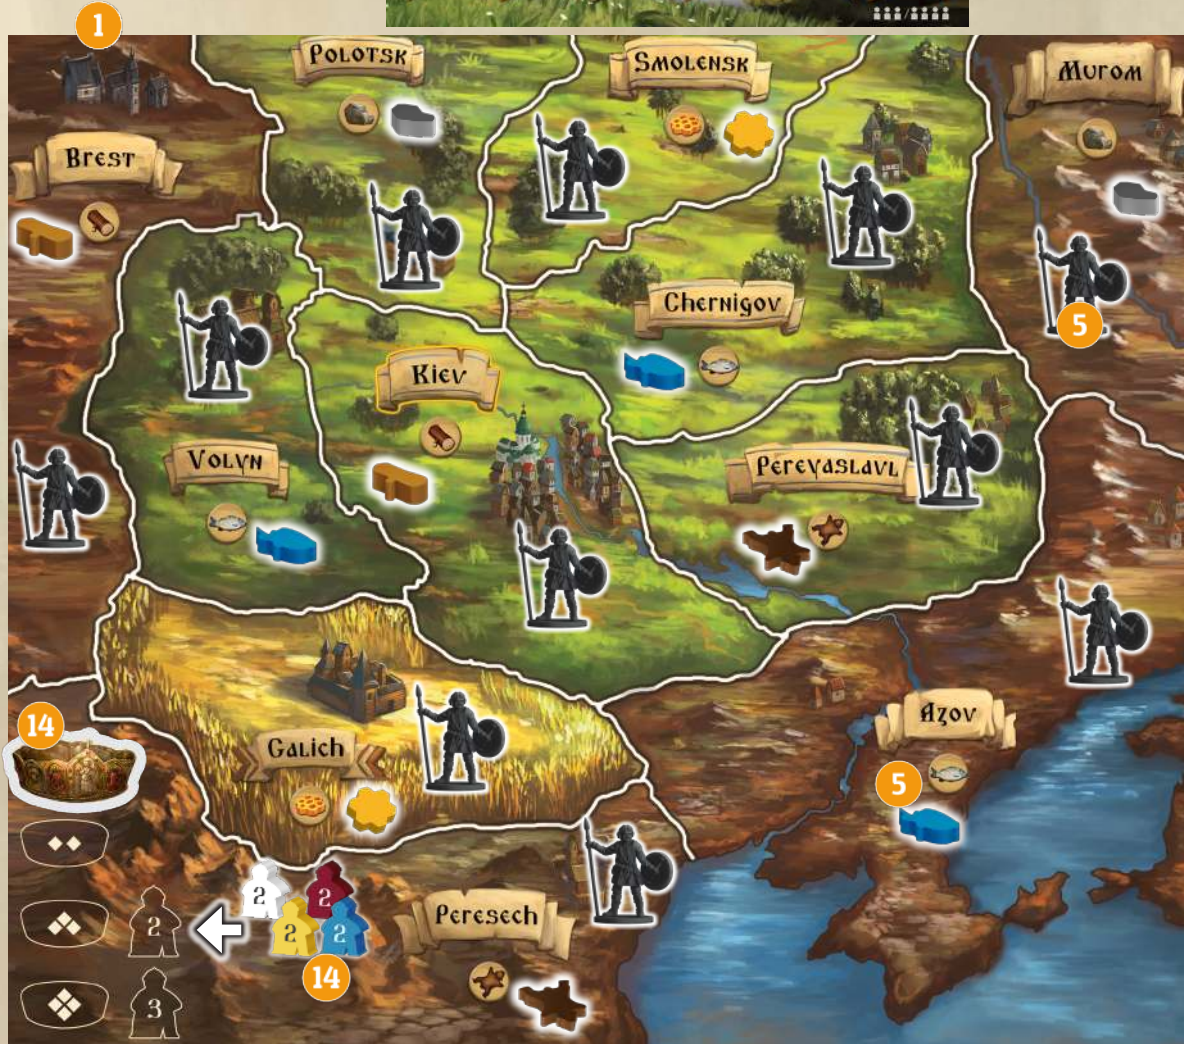 1
POLOTSK
SMOLENSK
MUROM
BREST
CHERNIGOV
5
KIEV
VOLYN
PEREYASLAVL
14
AZOV
GALICH
5
2
2
2
2
2
PERESECH
14
3